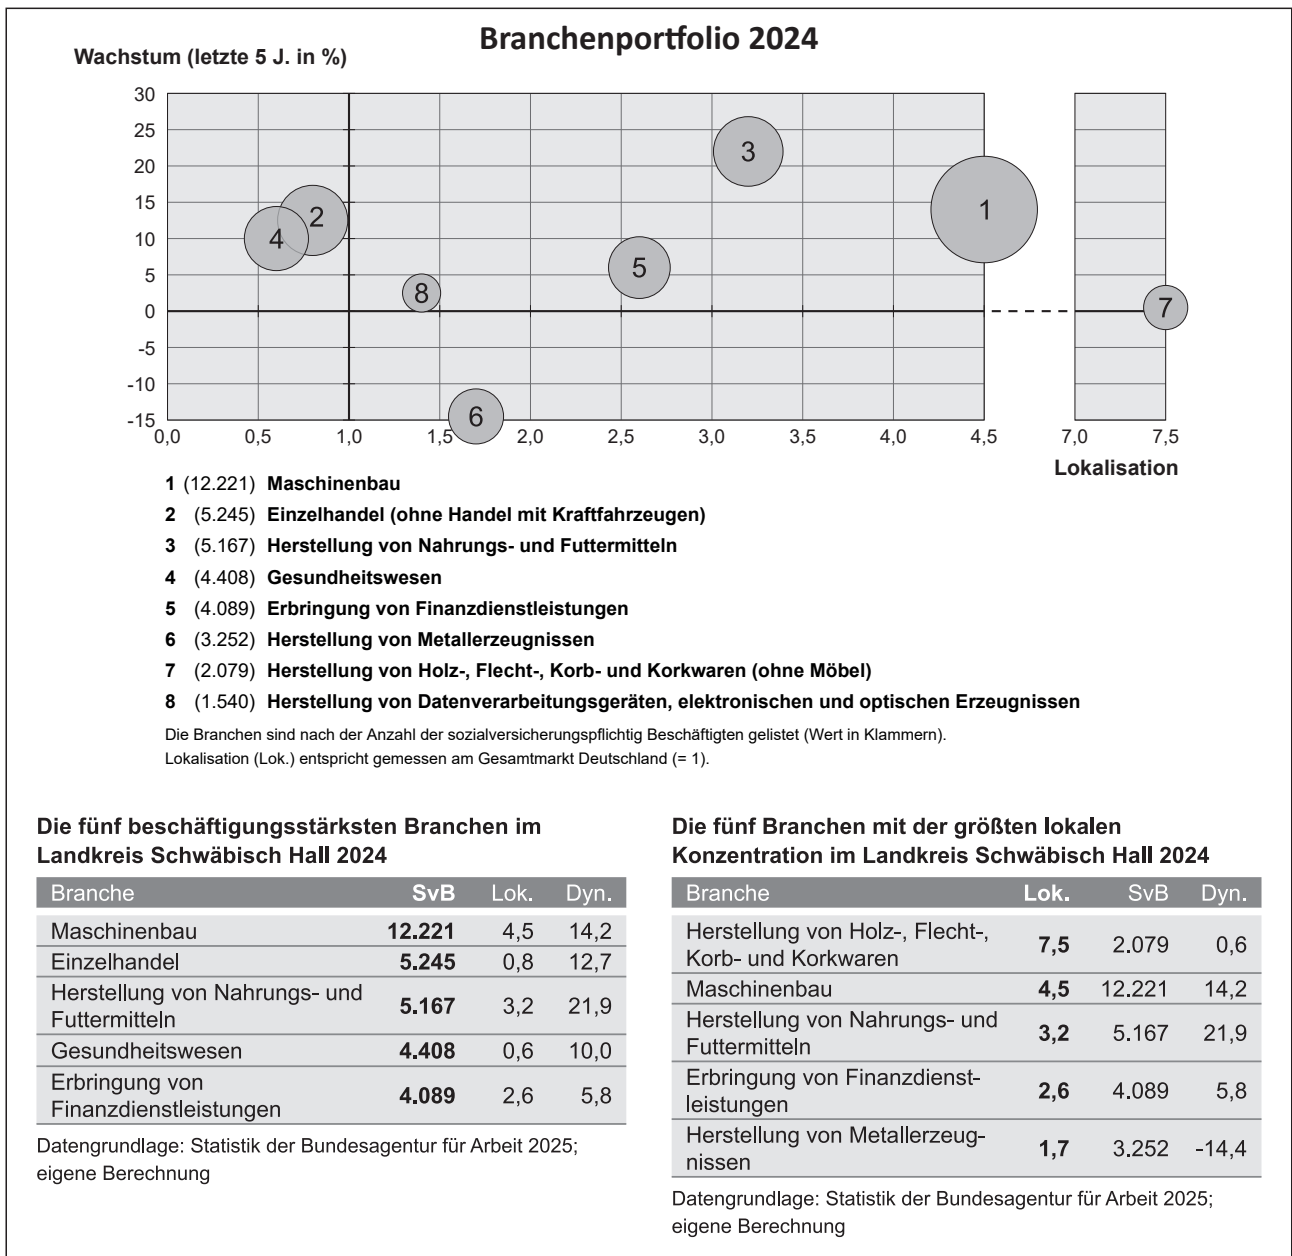 Branchenportfolio 2024
Wachstum (letzte 5 J. in %)
30
25
20
15
10
5
0
-5
-10
-15
0,0 0,5 1,0 1,5 2,0 2,5 3,0 3,5 4,0 4,5 7,0 7,5
3
1
2
4
5
8
7
6
Lokalisation
1 (12.221) Maschinenbau
2 (5.245) Einzelhandel (ohne Handel mit Kraftfahrzeugen)
3 (5.167) Herstellung von Nahrungs- und Futtermitteln
4 (4.408) Gesundheitswesen
5 (4.089) Erbringung von Finanzdienstleistungen
6 (3.252) Herstellung von Metallerzeugnissen
7 (2.079) Herstellung von Holz-, Flecht-, Korb- und Korkwaren (ohne Möbel)
8 (1.540) Herstellung von Datenverarbeitungsgeräten, elektronischen und optischen Erzeugnissen
Die Branchen sind nach der Anzahl der sozialversicherungspflichtig Beschäftigten gelistet (Wert in Klammern).
Lokalisation (Lok.) entspricht gemessen am Gesamtmarkt Deutschland (= 1).
Die fünf beschäftigungsstärksten Branchen im
Landkreis Schwäbisch Hall 2024
Branche SvB Lok. Dyn.
Maschinenbau 12.221 4,5 14,2
Einzelhandel 5.245 0,8 12,7
Herstellung von Nahrungs- und
Futtermitteln 5.167 3,2 21,9
Gesundheitswesen 4.408 0,6 10,0
Erbringung von
Finanzdienstleistungen 4.089 2,6 5,8
Datengrundlage: Statistik der Bundesagentur für Arbeit 2025;
eigene Berechnung
Die fünf Branchen mit der größten lokalen
Konzentration im Landkreis Schwäbisch Hall 2024
Branche Lok. SvB Dyn.
Herstellung von Holz-, Flecht-,
Korb- und Korkwaren 7,5 2.079 0,6
Maschinenbau 4,5 12.221 14,2
Herstellung von Nahrungs- und
Futtermitteln 3,2 5.167 21,9
Erbringung von Finanzdienst-
leistungen 2,6 4.089 5,8
Herstellung von Metallerzeug-
nissen 1,7 3.252 -14,4
Datengrundlage: Statistik der Bundesagentur für Arbeit 2025;
eigene Berechnung